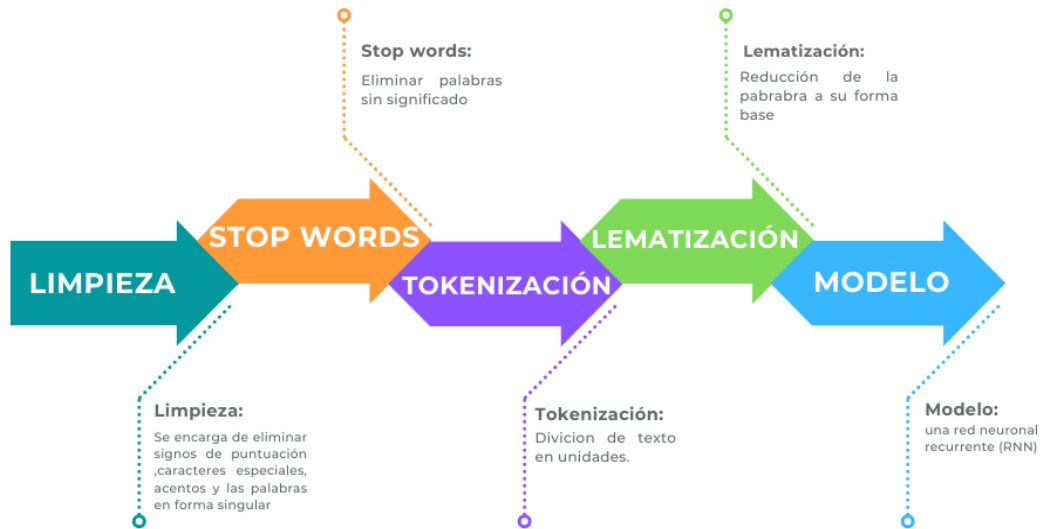 Stop words:
Eliminar palabras
sin significado
Lematización:
Reducción de la
pabrabra a su forma
base
LIMPIEZA
STOP WORDS
TOKENIZACIÓN
LEMATIZACIÓN
MODELO
Limpieza:
Se encarga de eliminar
signos de puntuación
,caracteres especiales,
acentos y las palabras
en forma singular
Tokenización:
Divicion de texto
en unidades.
Modelo:
una red neuronal
recurrente (RNN)